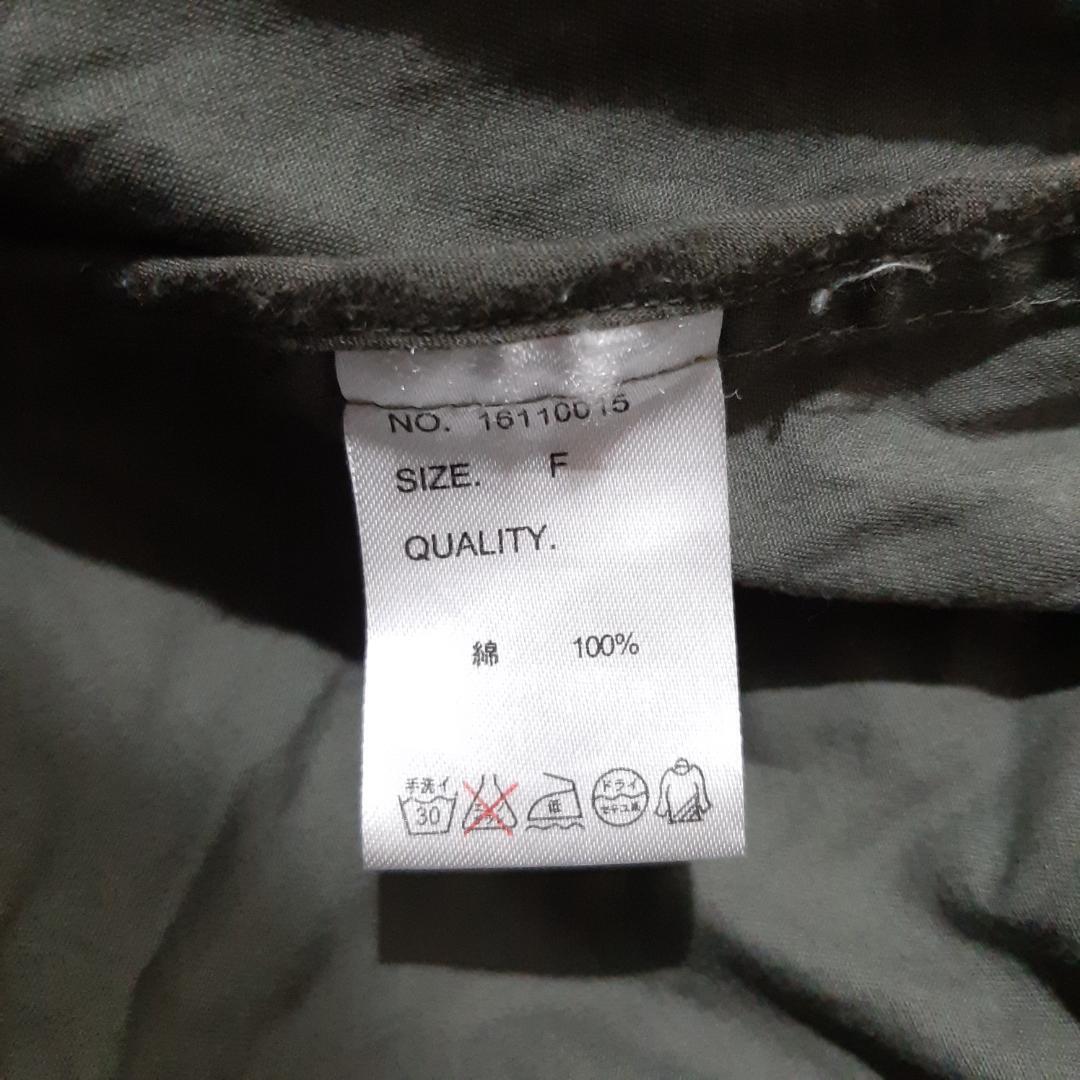 NO. 16110015
SIZE. F
QUALITY.
綿 100%
手洗イ
30
低
ドライ
セキユ系